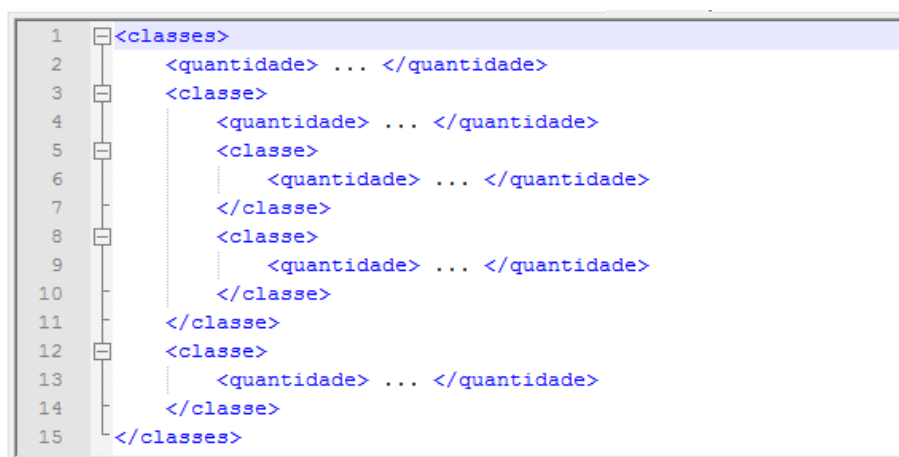 1 <classes>
2 <quantidade> ... </quantidade>
3 <classe>
4 <quantidade> ... </quantidade>
5 <classe>
6 <quantidade> ... </quantidade>
7 </classe>
8 <classe>
9 <quantidade> ... </quantidade>
10 </classe>
11 </classe>
12 <classe>
13 <quantidade> ... </quantidade>
14 </classe>
15 </classes>